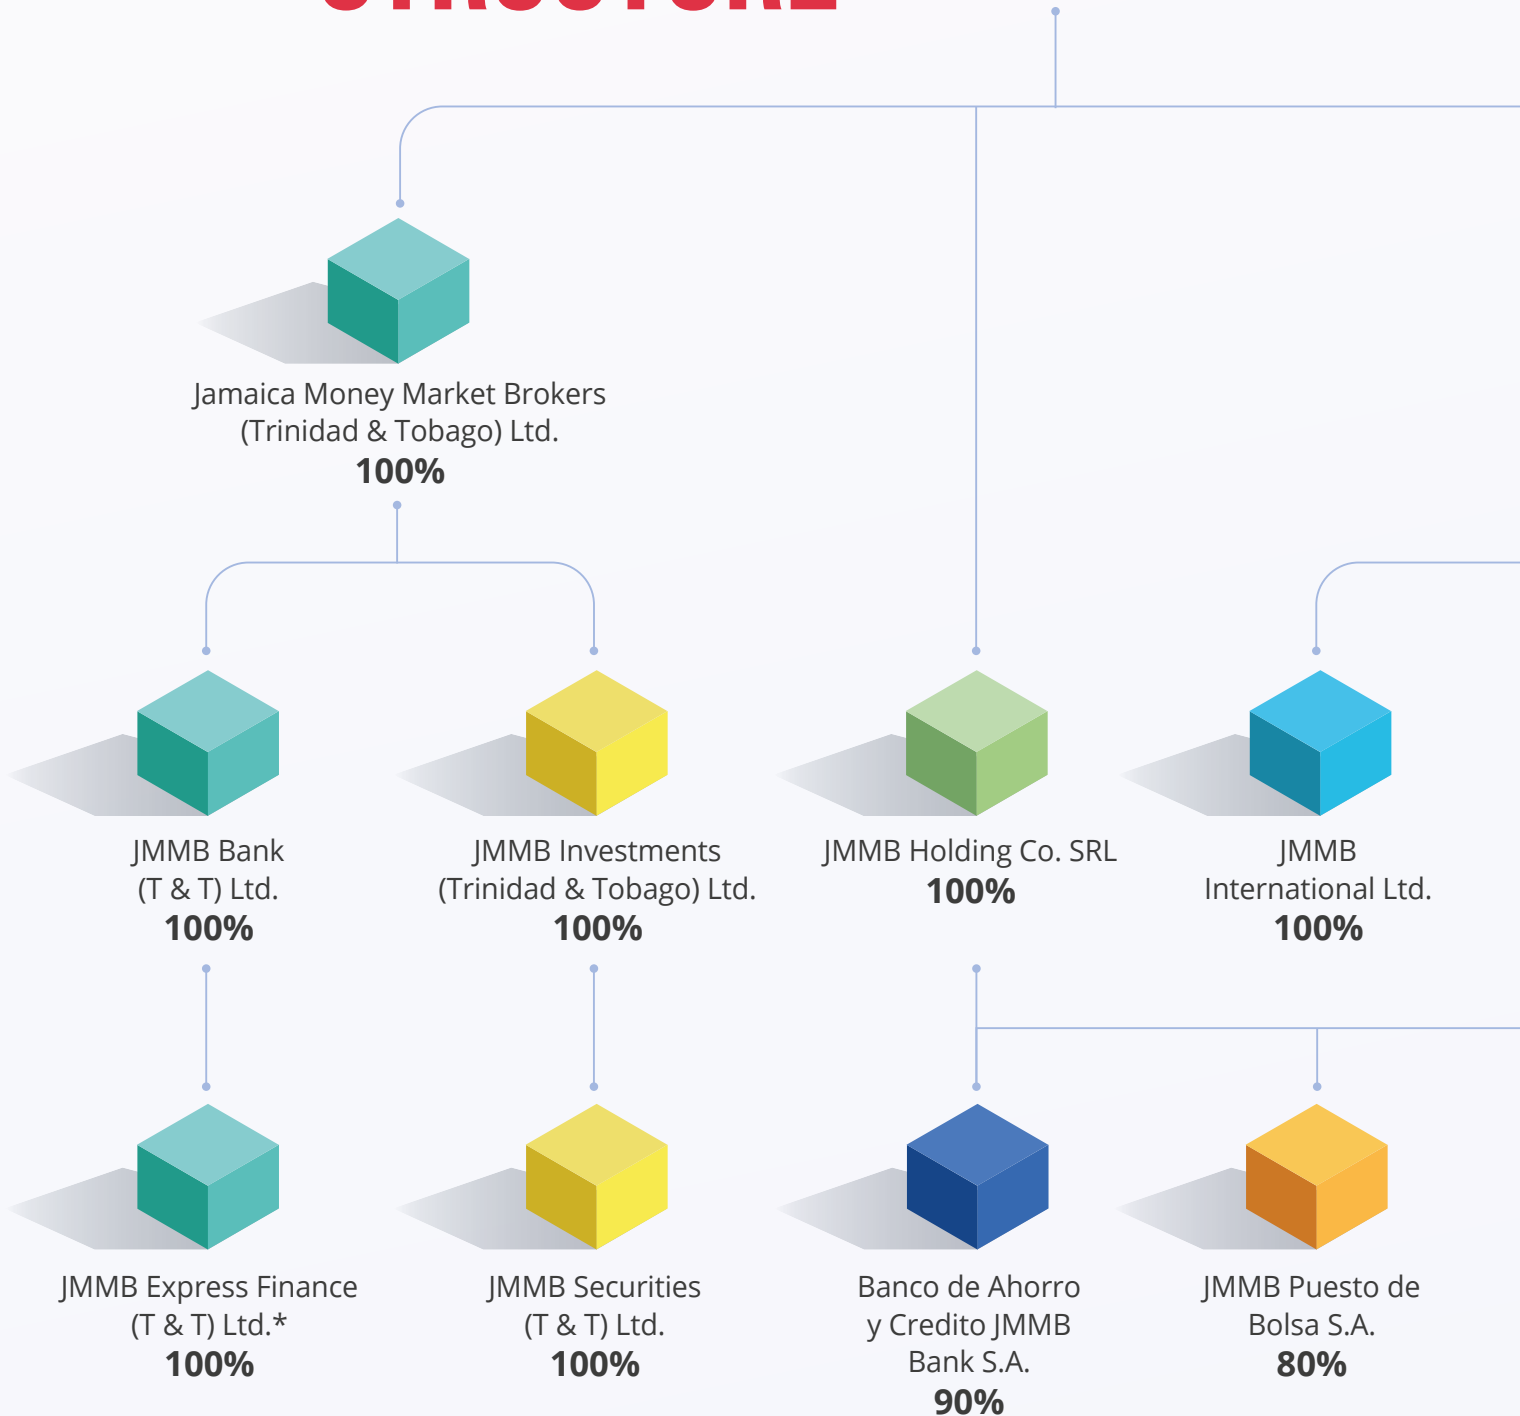 STRUCTURE
Jamaica Money Market Brokers
(Trinidad & Tobago) Ltd.
100%
JMMB Bank
(T & T) Ltd.
100%
JMMB Investments
(Trinidad & Tobago) Ltd.
100%
JMMB Holding Co. SRL
100%
JMMB
International Ltd.
100%
JMMB Express Finance
(T & T) Ltd.*
100%
JMMB Securities
(T & T) Ltd.
100%
Banco de Ahorro
y Credito JMMB
Bank S.A.
90%
JMMB Puesto de
Bolsa S.A.
80%